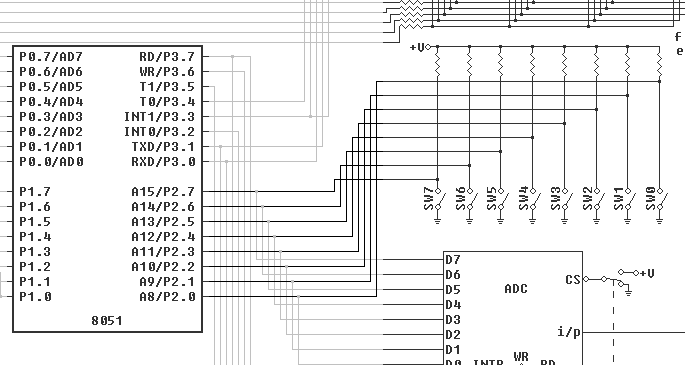 f
e
+V
P0.7/AD7 RD/P3.7
P0.6/AD6 WR/P3.6
P0.5/AD5 T1/P3.5
P0.4/AD4 T0/P3.4
P0.3/AD3 INT1/P3.3
P0.2/AD2 INT0/P3.2
P0.1/AD1 TXD/P3.1
P0.0/AD0 RXD/P3.0
P1.7 A15/P2.7
P1.6 A14/P2.6
P1.5 A13/P2.5
P1.4 A12/P2.4
P1.3 A11/P2.3
P1.2 A10/P2.2
P1.1 A9/P2.1
P1.0 A8/P2.0
8051
SW7 SW6 SW5 SW4 SW3 SW2 SW1 SW0
D7
D6
D5
D4
D3
D2
D1
D0
ADC
CS
+V
i/p
WR
INTR RD